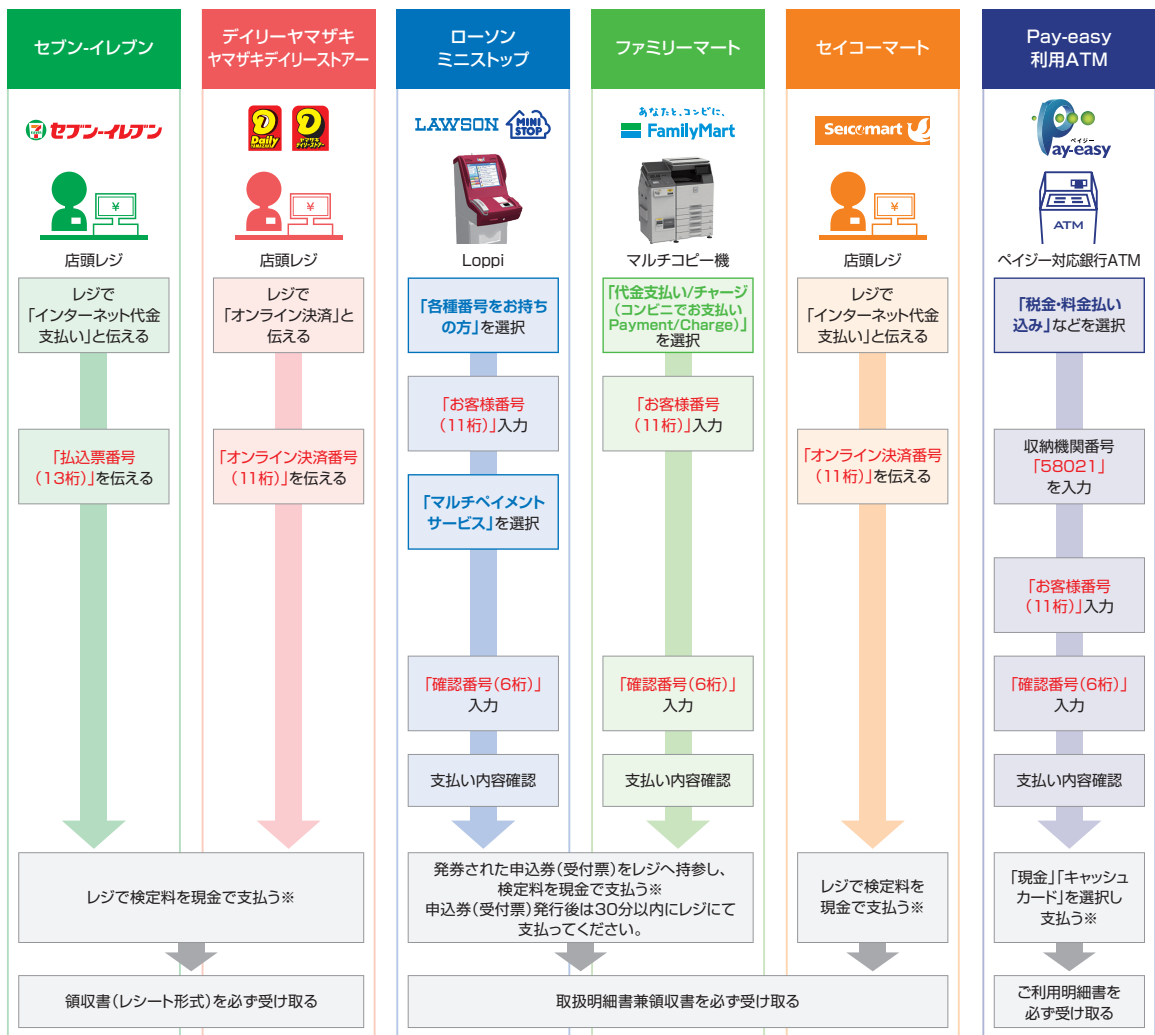 セブン-イレブン
デイリーヤマザキ
ヤマザキデイリーストアー
ローソン
ミニストップ
ファミリーマート
セイコーマート
Pay-easy
利用ATM
セブン-イレブン
Daily
YAMAZAKI
ヤマザキ
デイリーストアー
LAWSON
MINI
STOP
あなたと、コンビに、
FamilyMart
Seicomart
ペイジー
Pay-easy
¥
¥
¥
ATM
店頭レジ
店頭レジ
Loppi
マルチコピー機
店頭レジ
ペイジー対応銀行ATM
レジで
「インターネット代金
支払い」と伝える
レジで
「オンライン決済」と
伝える
「各種番号をお持ち
の方」を選択
「代金支払い/チャージ
(コンビニでお支払い
Payment/Charge)」
を選択
レジで
「インターネット代金
支払い」と伝える
「税金・料金払い
込み」などを選択
「お客様番号
(11桁)」入力
「お客様番号
(11桁)」入力
「払込票番号
(13桁)」を伝える
「オンライン決済番号
(11桁)」を伝える
「マルチペイメント
サービス」を選択
「オンライン決済番号
(11桁)」を伝える
収納機関番号
「58021」
を入力
「お客様番号
(11桁)」入力
「確認番号(6桁)」
入力
「確認番号(6桁)」
入力
「確認番号(6桁)」
入力
支払い内容確認
支払い内容確認
支払い内容確認
レジで検定料を現金で支払う※
発券された申込券(受付票)をレジへ持参し、
検定料を現金で支払う※
申込券(受付票)発行後は30分以内にレジにて
支払ってください。
レジで検定料を
現金で支払う※
「現金」「キャッシュ
カード」を選択し
支払う※
領収書(レシート形式)を必ず受け取る
取扱明細書兼領収書を必ず受け取る
ご利用明細書を
必ず受け取る